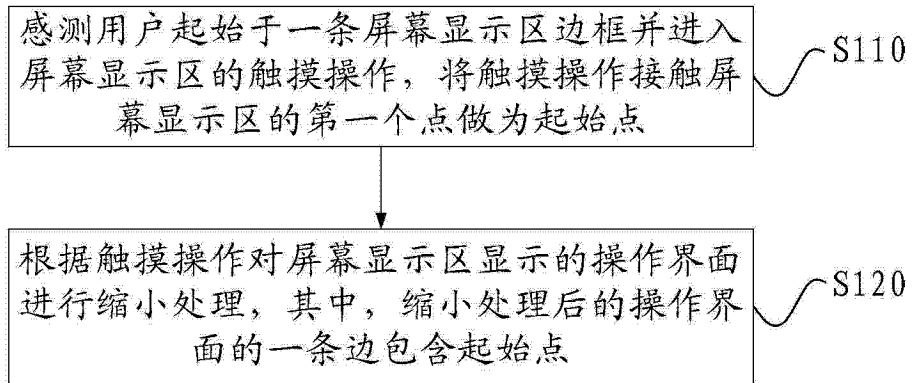 感测用户起始于一条屏幕显示区边框并进入
屏幕显示区的触摸操作，将触摸操作接触屏
幕显示区的第一个点做为起始点
S110
根据触摸操作对屏幕显示区显示的操作界面
进行缩小处理，其中，缩小处理后的操作界
面的一条边包含起始点
S120